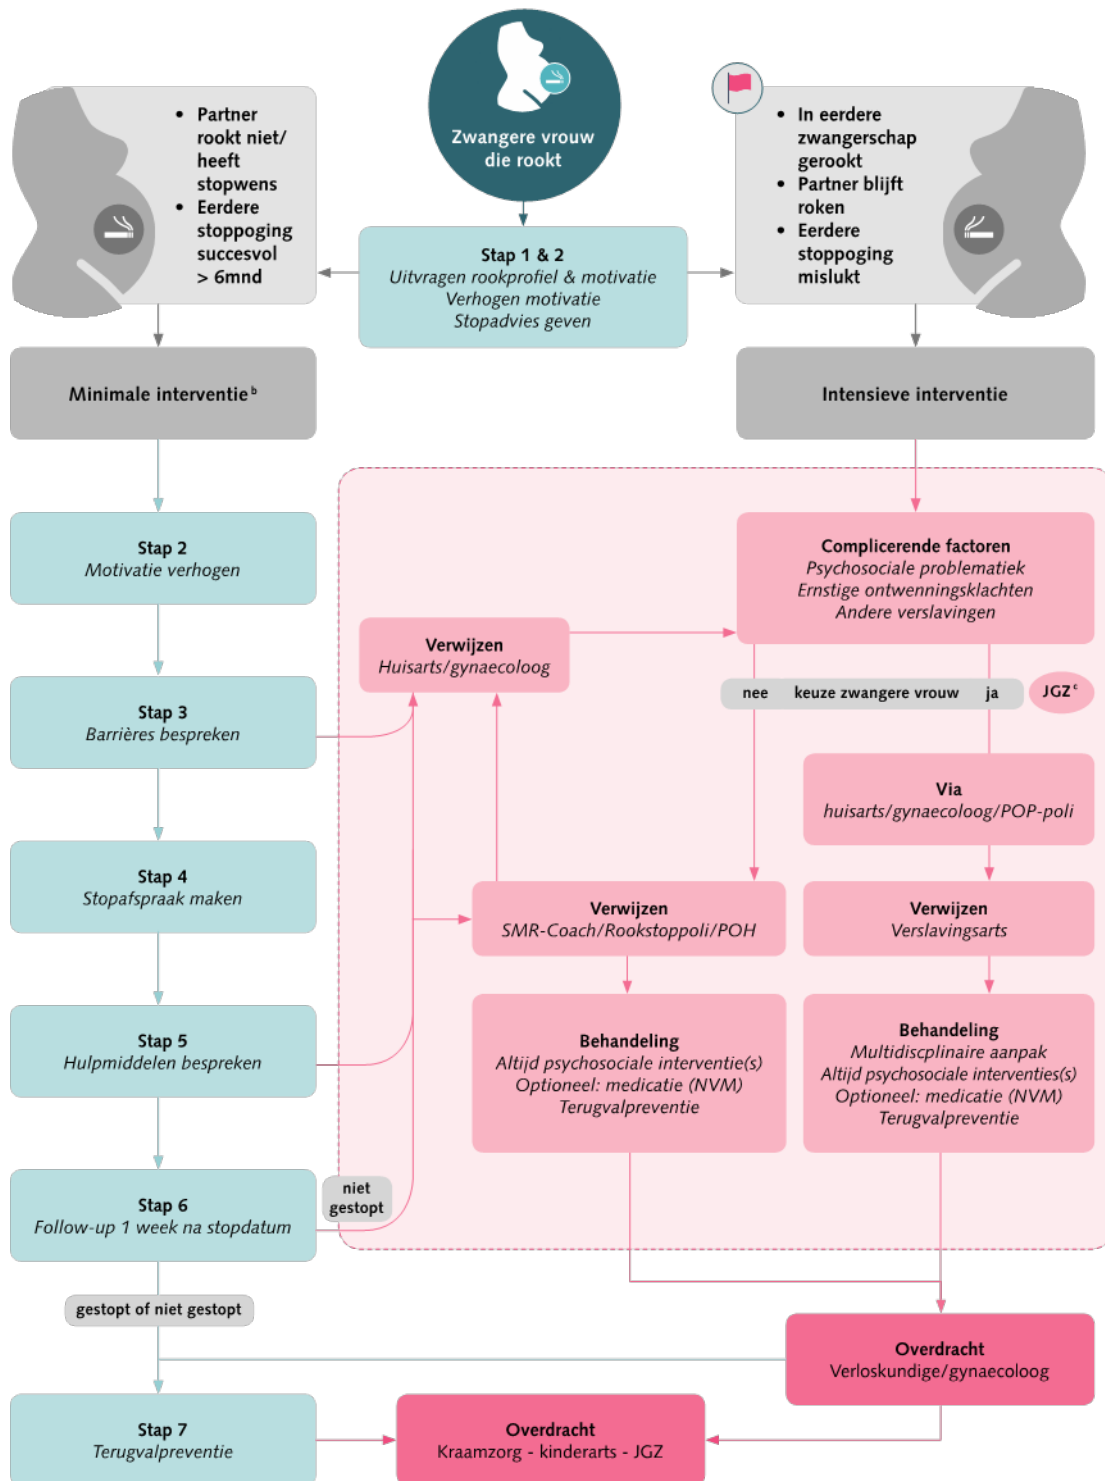 Zwangere vrouw
die rookt
• Partner
rookt niet/
heeft
stopwens
• Eerdere
stoppoging
succesvol
> 6mnd
Stap 1 & 2
Uitvragen rookprofiel & motivatie
Verhogen motivatie
Stopadvies geven
• In eerdere
zwangerschap
gerookt
• Partner blijft
roken
• Eerdere
stoppoging
mislukt
Minimale interventie b
Intensieve interventie
Stap 2
Motivatie verhogen
Complicerende factoren
Psychosociale problematiek
Ernstige ontwenningsklachten
Andere verslavingen
Verwijzen
Huisarts/gynaecoloog
nee keuze zwangere vrouw ja
JGZ c
Stap 3
Barrières bespreken
Via
huisarts/gynaecoloog/POP-poli
Stap 4
Stopafspraak maken
Verwijzen
SMR-Coach/Rookstoppoli/POH
Verwijzen
Verslavingsarts
Stap 5
Hulpmiddelen bespreken
Behandeling
Altijd psychosociale interventie(s)
Optioneel: medicatie (NVM)
Terugvalpreventie
Behandeling
Multidiscplinaire aanpak
Altijd psychosociale interventies(s)
Optioneel: medicatie (NVM)
Terugvalpreventie
Stap 6
Follow-up 1 week na stopdatum
niet
gestopt
gestopt of niet gestopt
Overdracht
Verloskundige/gynaecoloog
Stap 7
Terugvalpreventie
Overdracht
Kraamzorg - kinderarts - JGZ